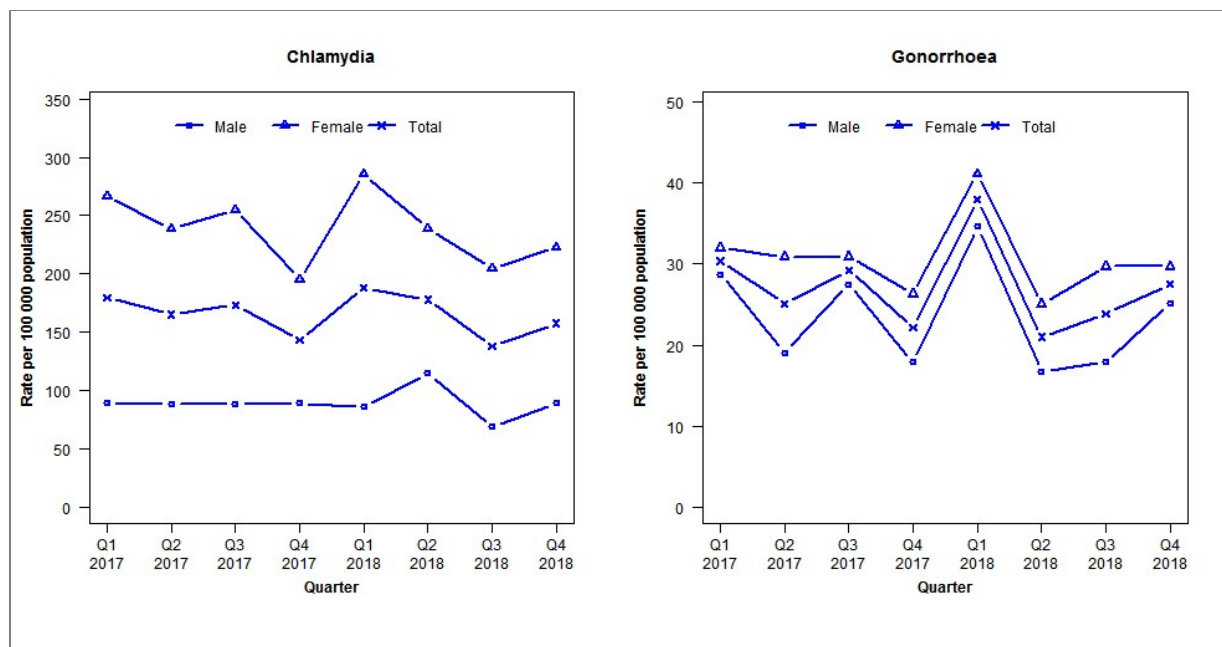 Chlamydia
350
300
250
200
150
100
50
0
Rate per 100 000 population
Male Female Total
Q1 Q2 Q3 Q4 Q1 Q2 Q3 Q4
2017 2017 2017 2017 2018 2018 2018 2018
Quarter
Gonorrhoea
50
40
30
20
10
0
Rate per 100 000 population
Male Female Total
Q1 Q2 Q3 Q4 Q1 Q2 Q3 Q4
2017 2017 2017 2017 2018 2018 2018 2018
Quarter